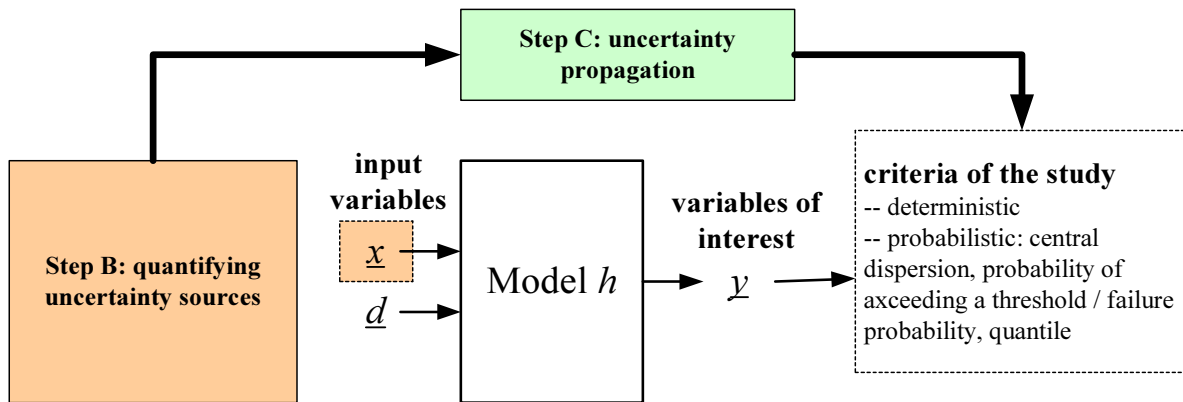 Step C: uncertainty
propagation
Step B: quantifying
uncertainty sources
input
variables
x
d
Model h
variables of
interest
y
criteria of the study
-- deterministic
-- probabilistic: central
dispersion, probability of
axceeding a threshold / failure
probability, quantile